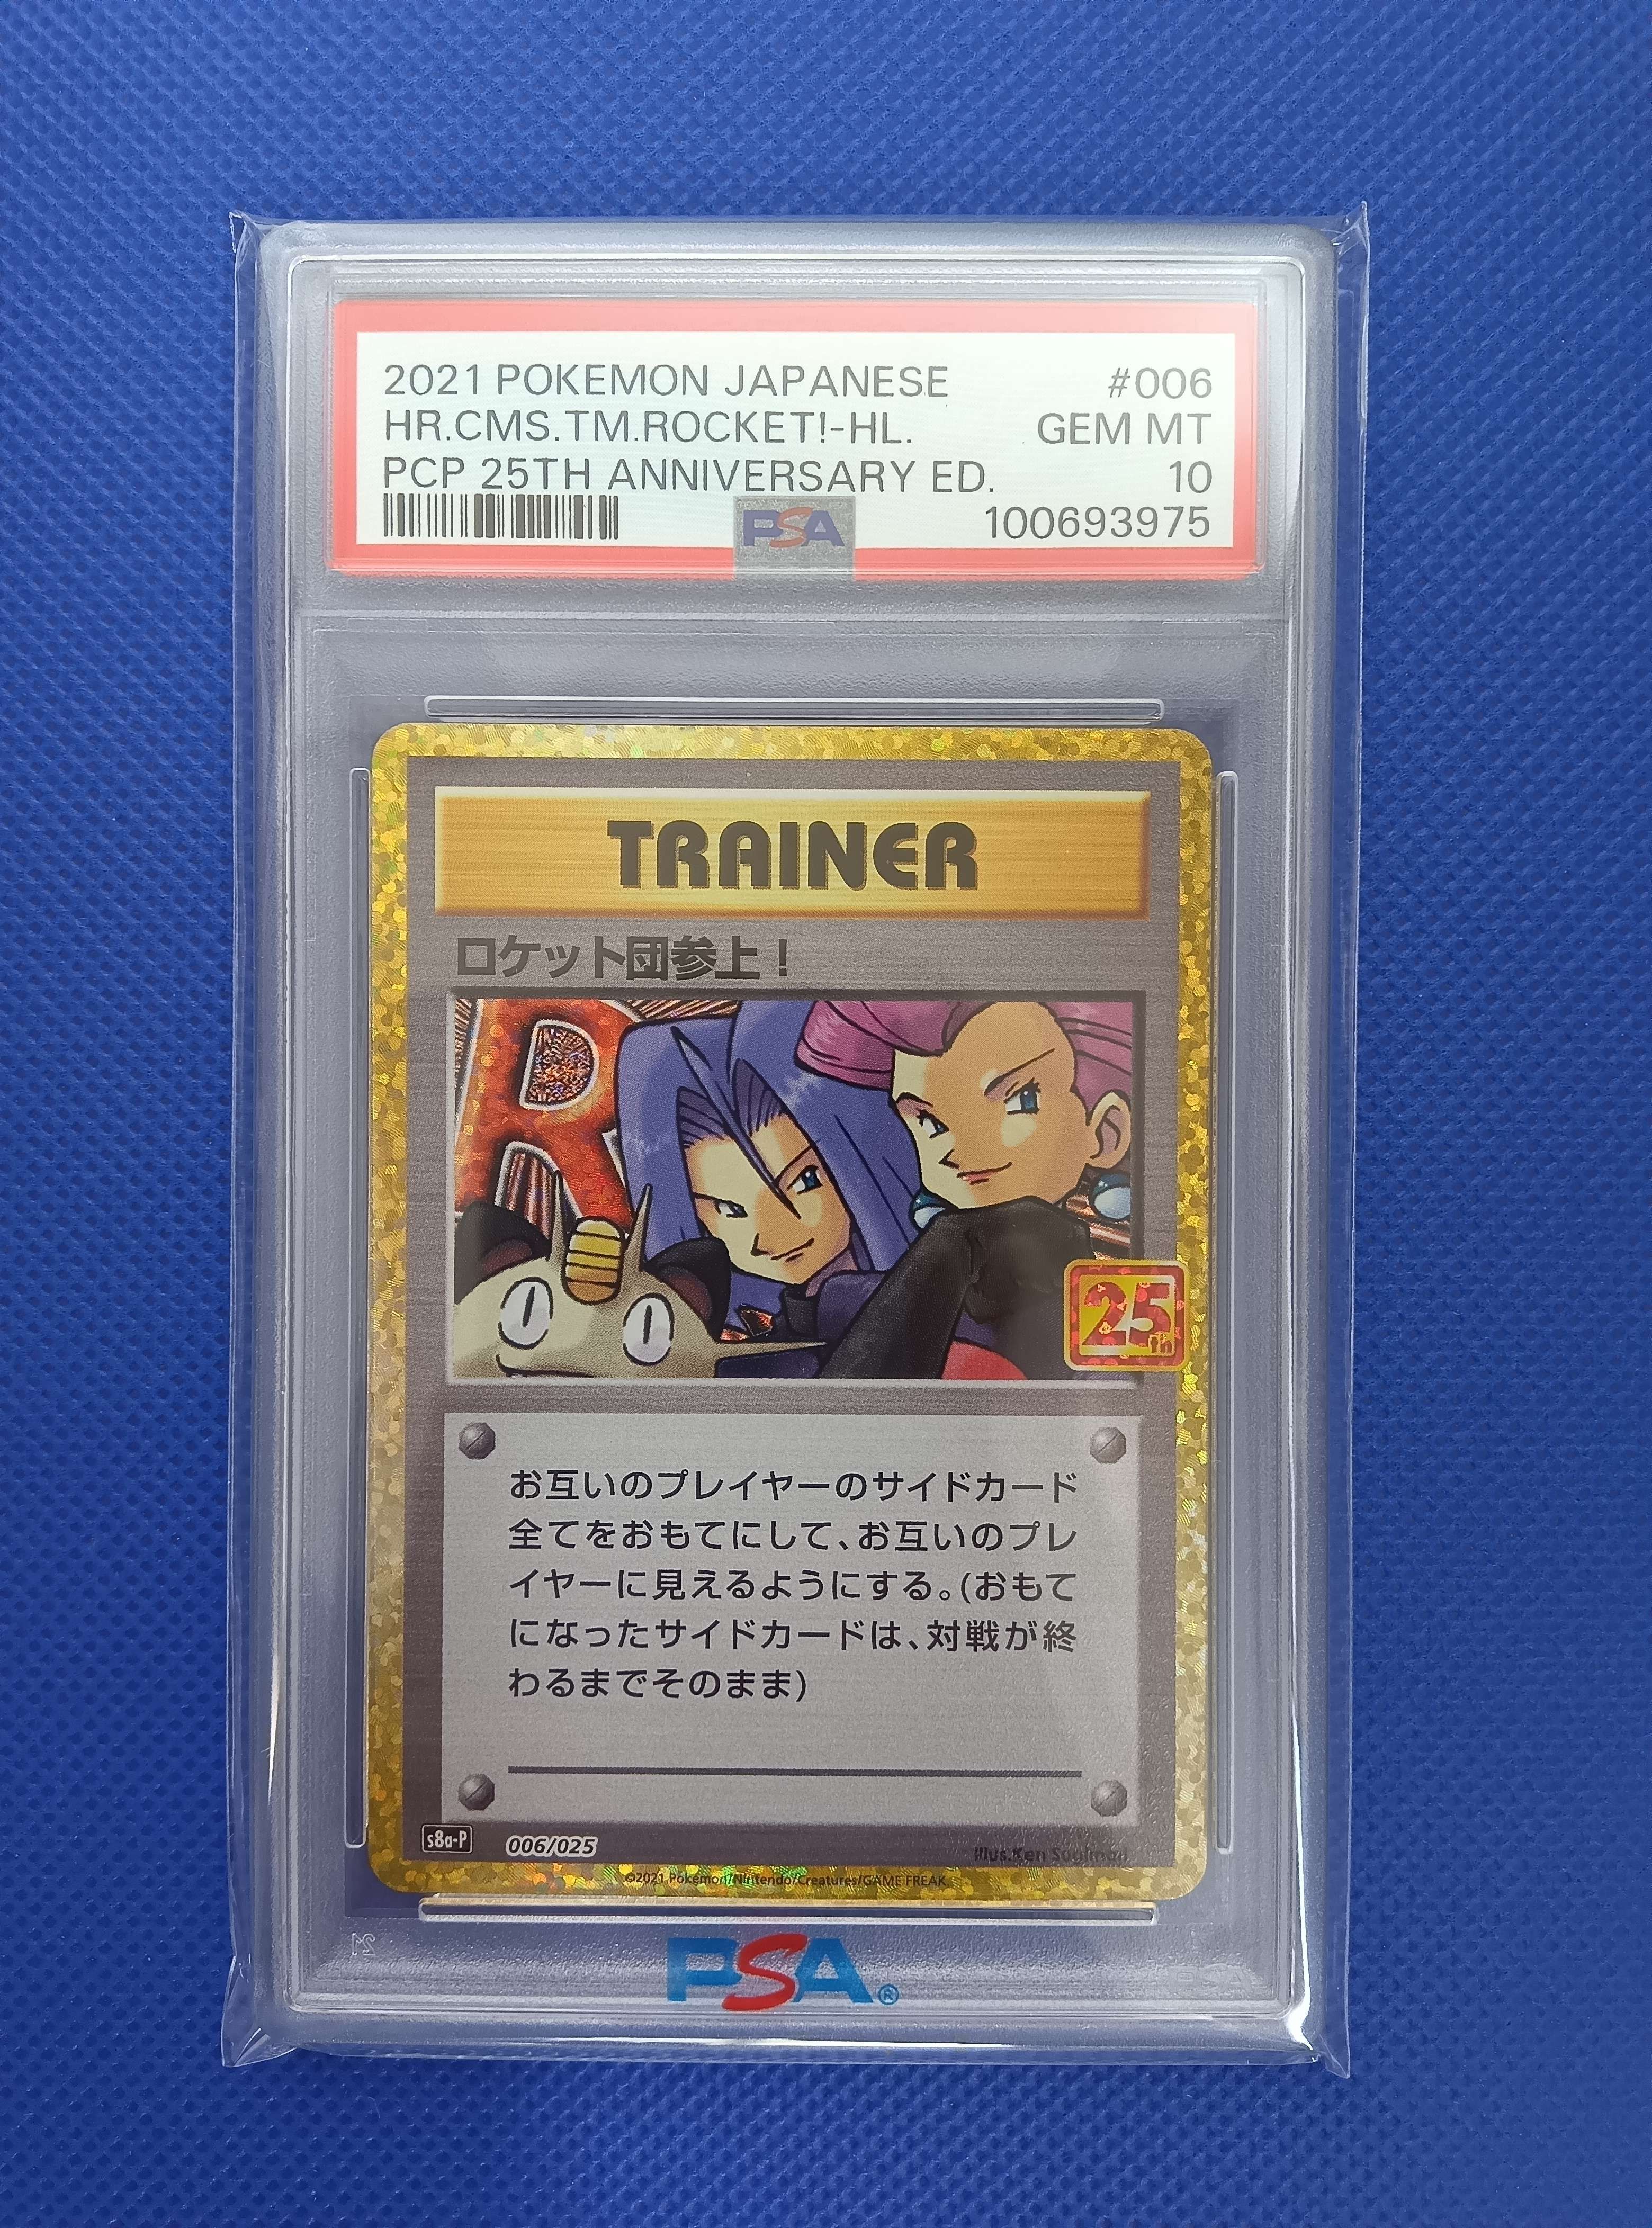 2021 POKEMON JAPANESE #006
HR.CMS.TM.ROCKET!-HL. GEM MT
PCP 25TH ANNIVERSARY ED. 10
PSA 100693975
TRAINER
ロケット団参上!
R
25th
お互いのプレイヤーのサイドカード
全てをおもてにして、お互いのプレ
イヤーに見えるようにする。(おもて
になったサイドカードは、対戦が終
わるまでそのまま)
s8a-P 006/025 Illus.Ken Sugimori
©2021 Pokémon/Nintendo/Creatures/GAME FREAK
PSA®